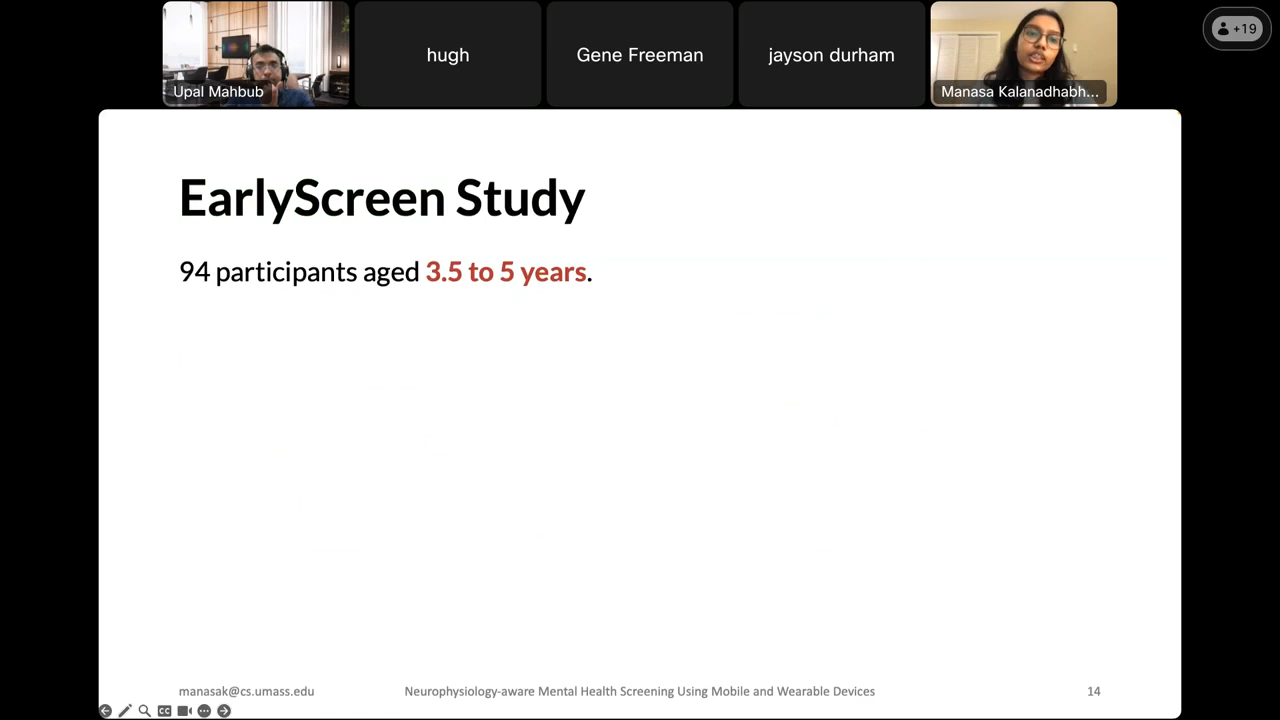 Upal Mahbub
hugh
Gene Freeman
jayson durham
Manasa Kalanadhabh...
+19
EarlyScreen Study
94 participants aged 3.5 to 5 years.
manasak@cs.umass.edu
Neurophysiology-aware Mental Health Screening Using Mobile and Wearable Devices
14
CC